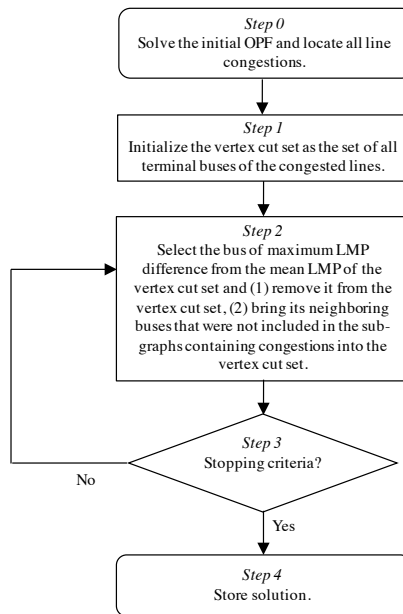 Step 0
Solve the initial OPF and locate all line
congestions.
Step 1
Initialize the vertex cut set as the set of all
terminal buses of the congested lines.
Step 2
Select the bus of maximum LMP
difference from the mean LMP of the
vertex cut set and (1) remove it from the
vertex cut set, (2) bring its neighboring
buses that were not included in the sub-
graphs containing congestions into the
vertex cut set.
Step 3
Stopping criteria?
No
Yes
Step 4
Store solution.